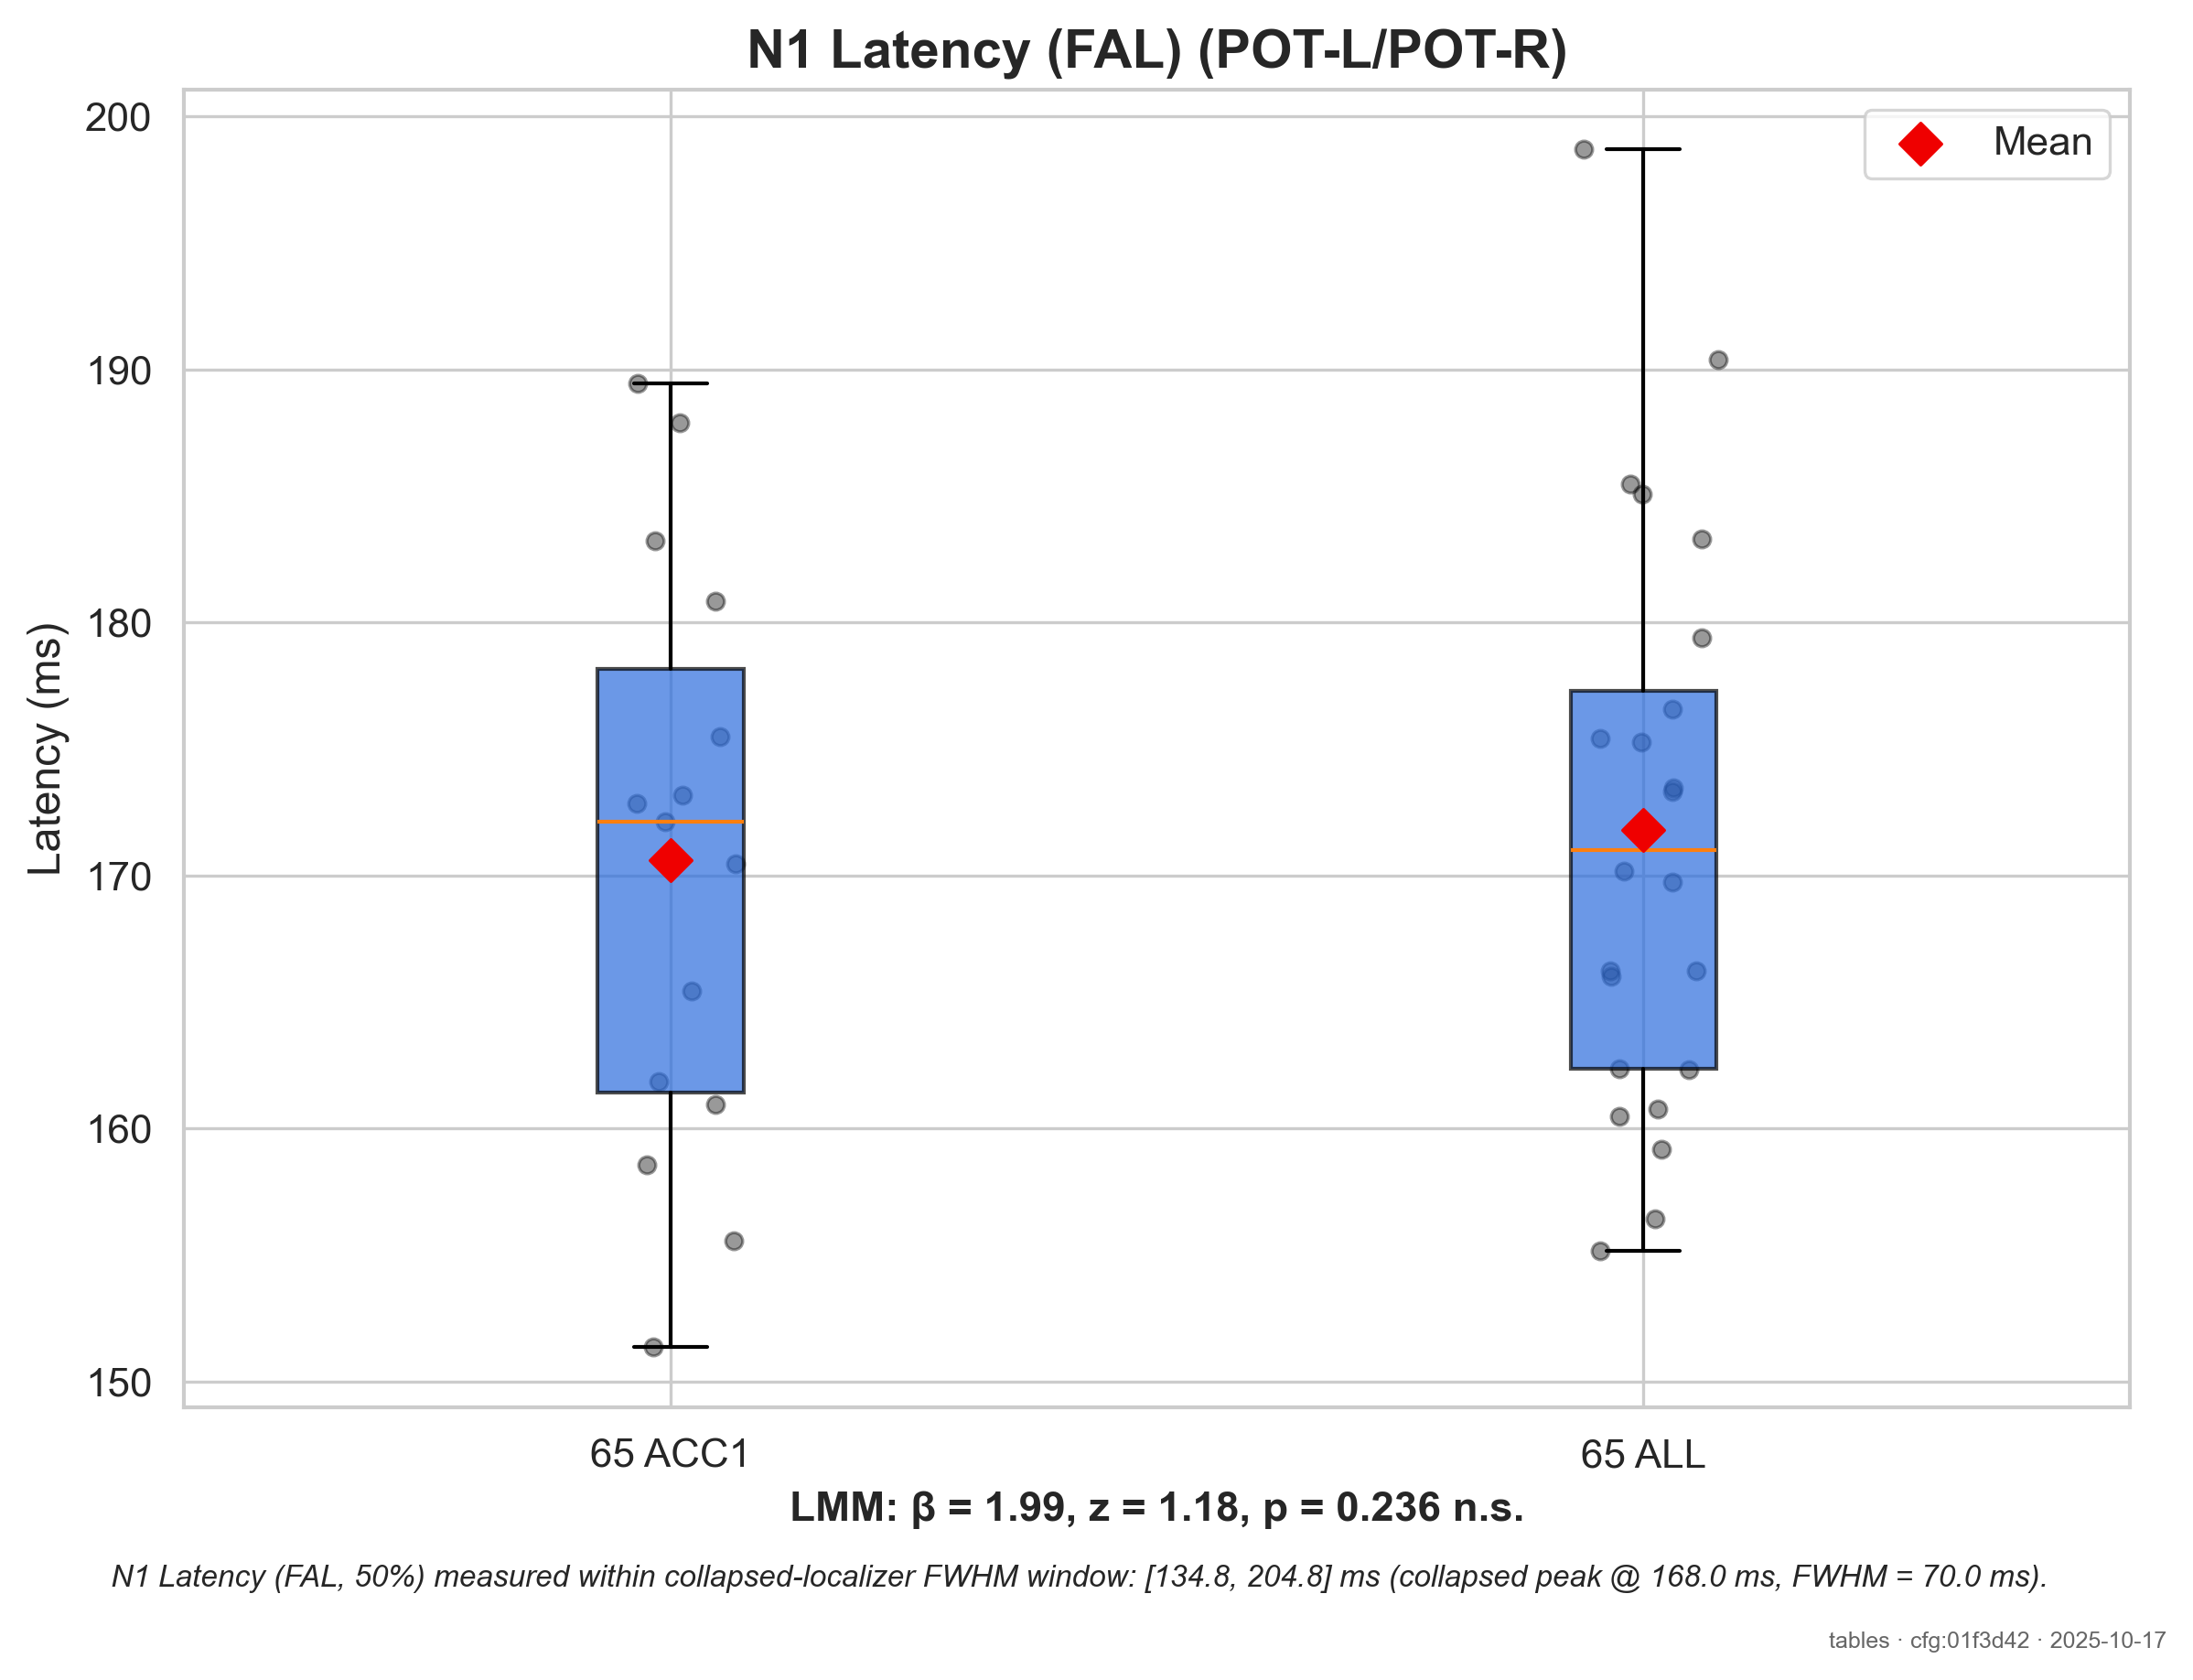 N1 Latency (FAL) (POT-L/POT-R)
Mean
Latency (ms)
200
190
180
170
160
150
65 ACC1
65 ALL
LMM: β = 1.99, z = 1.18, p = 0.236 n.s.
N1 Latency (FAL, 50%) measured within collapsed-localizer FWHM window: [134.8, 204.8] ms (collapsed peak @ 168.0 ms, FWHM = 70.0 ms).
tables · cfg:01f3d42 · 2025-10-17